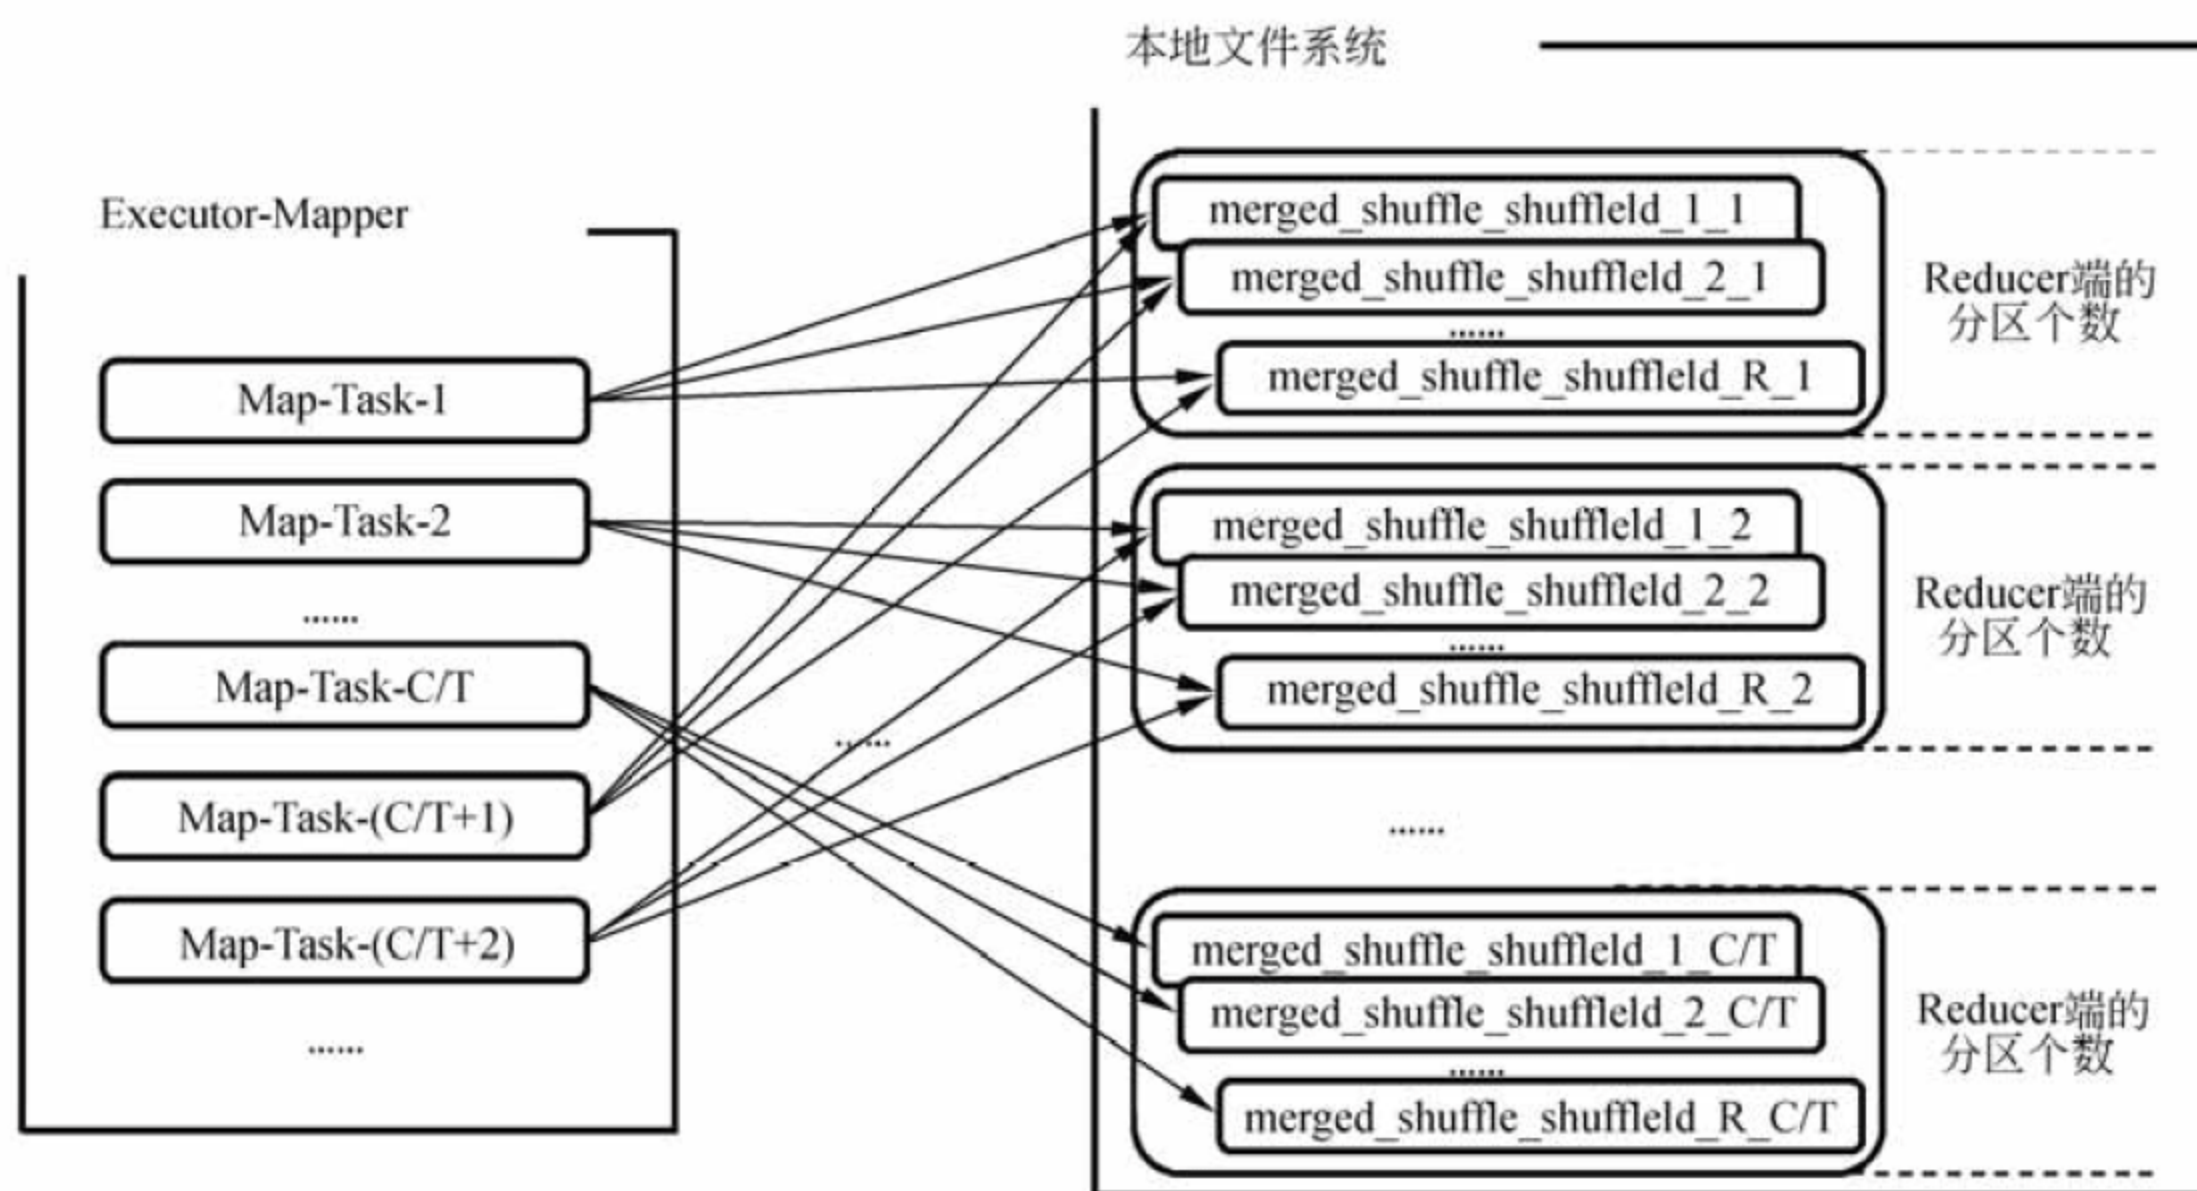 本地文件系统
Executor-Mapper
Map-Task-1
Map-Task-2
......
Map-Task-C/T
Map-Task-(C/T+1)
Map-Task-(C/T+2)
......
......
merged_shuffle_shuffleld_1_1
merged_shuffle_shuffleld_2_1
......
merged_shuffle_shuffleld_R_1
Reducer端的
分区个数
merged_shuffle_shuffleld_1_2
merged_shuffle_shuffleld_2_2
......
merged_shuffle_shuffleld_R_2
Reducer端的
分区个数
......
merged_shuffle_shuffleld_1_C/T
merged_shuffle_shuffleld_2_C/T
......
merged_shuffle_shuffleld_R_C/T
Reducer端的
分区个数